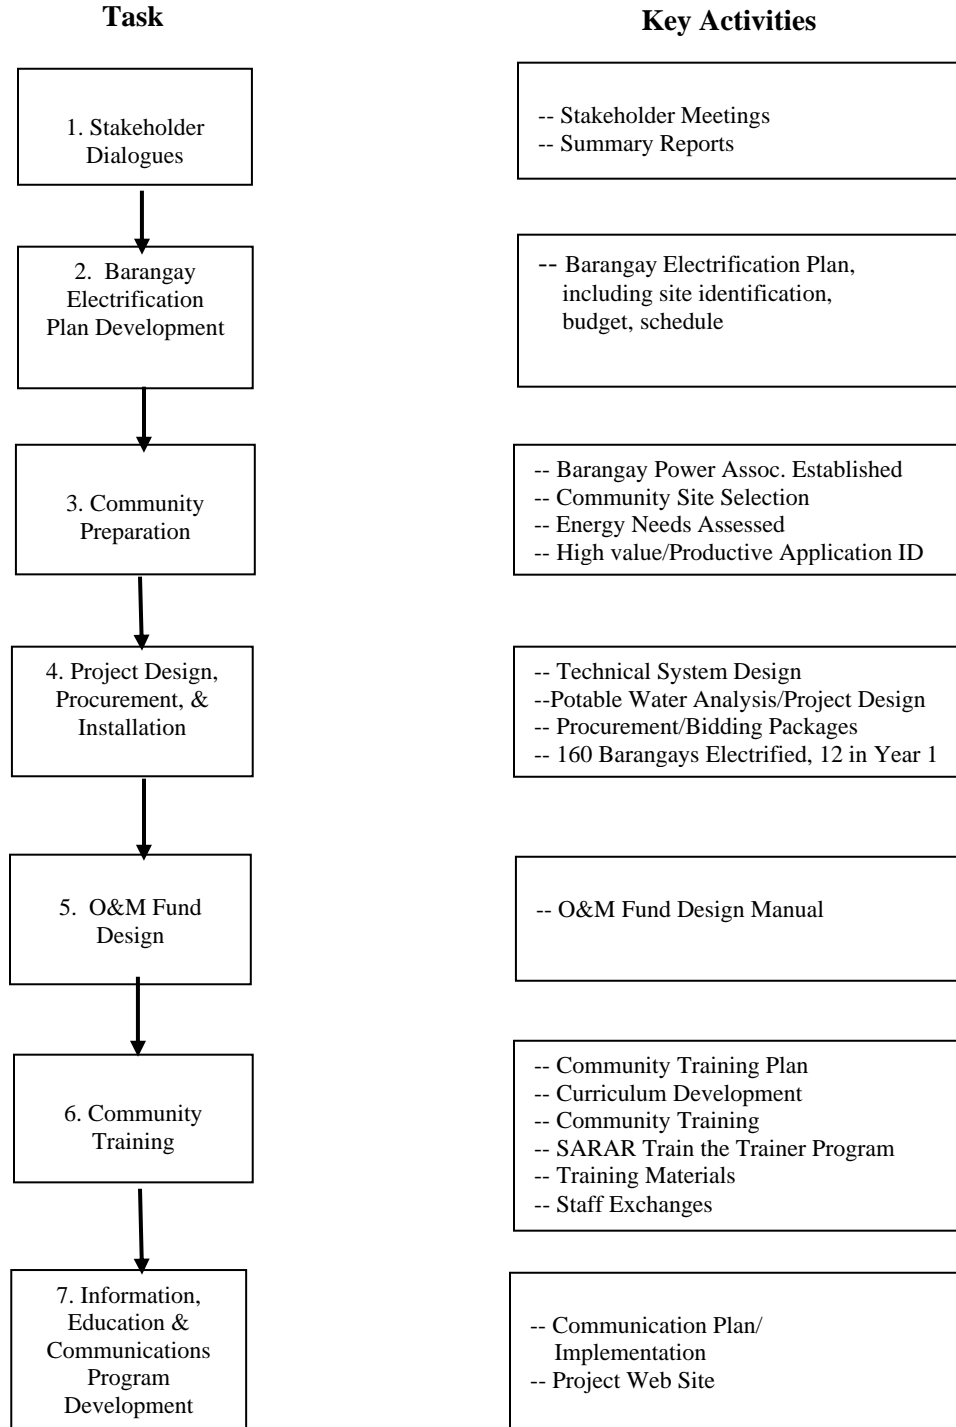 Task
Key Activities
1. Stakeholder
Dialogues
-- Stakeholder Meetings
-- Summary Reports
2.  Barangay
Electrification
Plan Development
-- Barangay Electrification Plan,
including site identification,
budget, schedule
3. Community
Preparation
-- Barangay Power Assoc. Established
-- Community Site Selection
-- Energy Needs Assessed
-- High value/Productive Application ID
4. Project Design,
Procurement, &
Installation
-- Technical System Design
--Potable Water Analysis/Project Design
-- Procurement/Bidding Packages
-- 160 Barangays Electrified, 12 in Year 1
5.  O&M Fund
Design
-- O&M Fund Design Manual
6. Community
Training
-- Community Training Plan
-- Curriculum Development
-- Community Training
-- SARAR Train the Trainer Program
-- Training Materials
-- Staff Exchanges
7. Information,
Education &
Communications
Program
Development
-- Communication Plan/
Implementation
-- Project Web Site